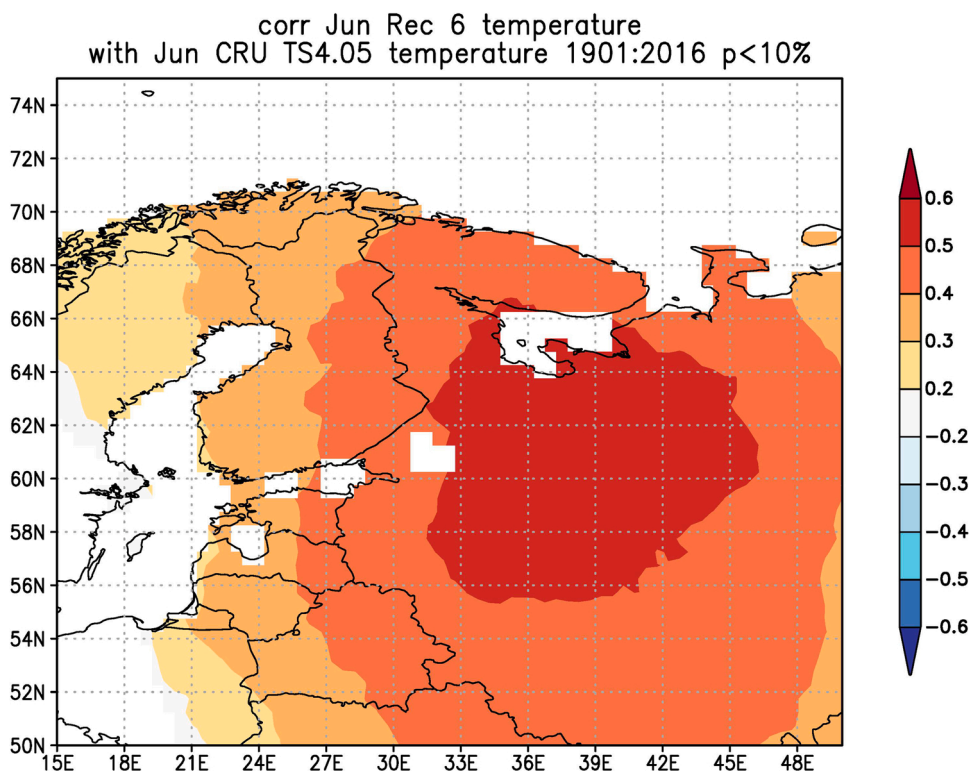 corr Jun Rec 6 temperature
with Jun CRU TS4.05 temperature 1901:2016 p<10%
74N
72N
70N
68N
66N
64N
62N
60N
58N
56N
54N
52N
50N
15E 18E 21E 24E 27E 30E 33E 36E 39E 42E 45E 48E
0.6
0.5
0.4
0.3
0.2
−0.2
−0.3
−0.4
−0.5
−0.6